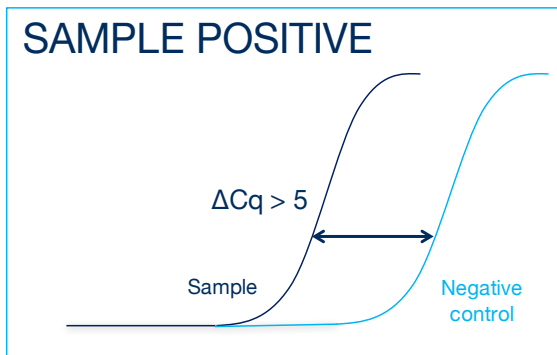 SAMPLE POSITIVE
ΔCq > 5
Sample
Negative
control